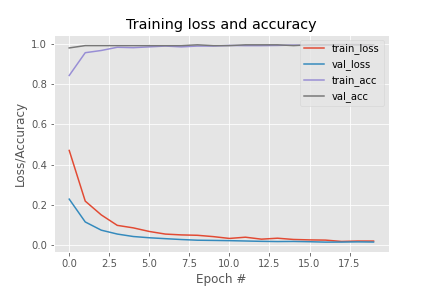 Training loss and accuracy
1.0
0.8
0.6
0.4
0.2
0.0
Loss/Accuracy
train_loss
val_loss
train_acc
val_acc
0.0 2.5 5.0 7.5 10.0 12.5 15.0 17.5
Epoch #